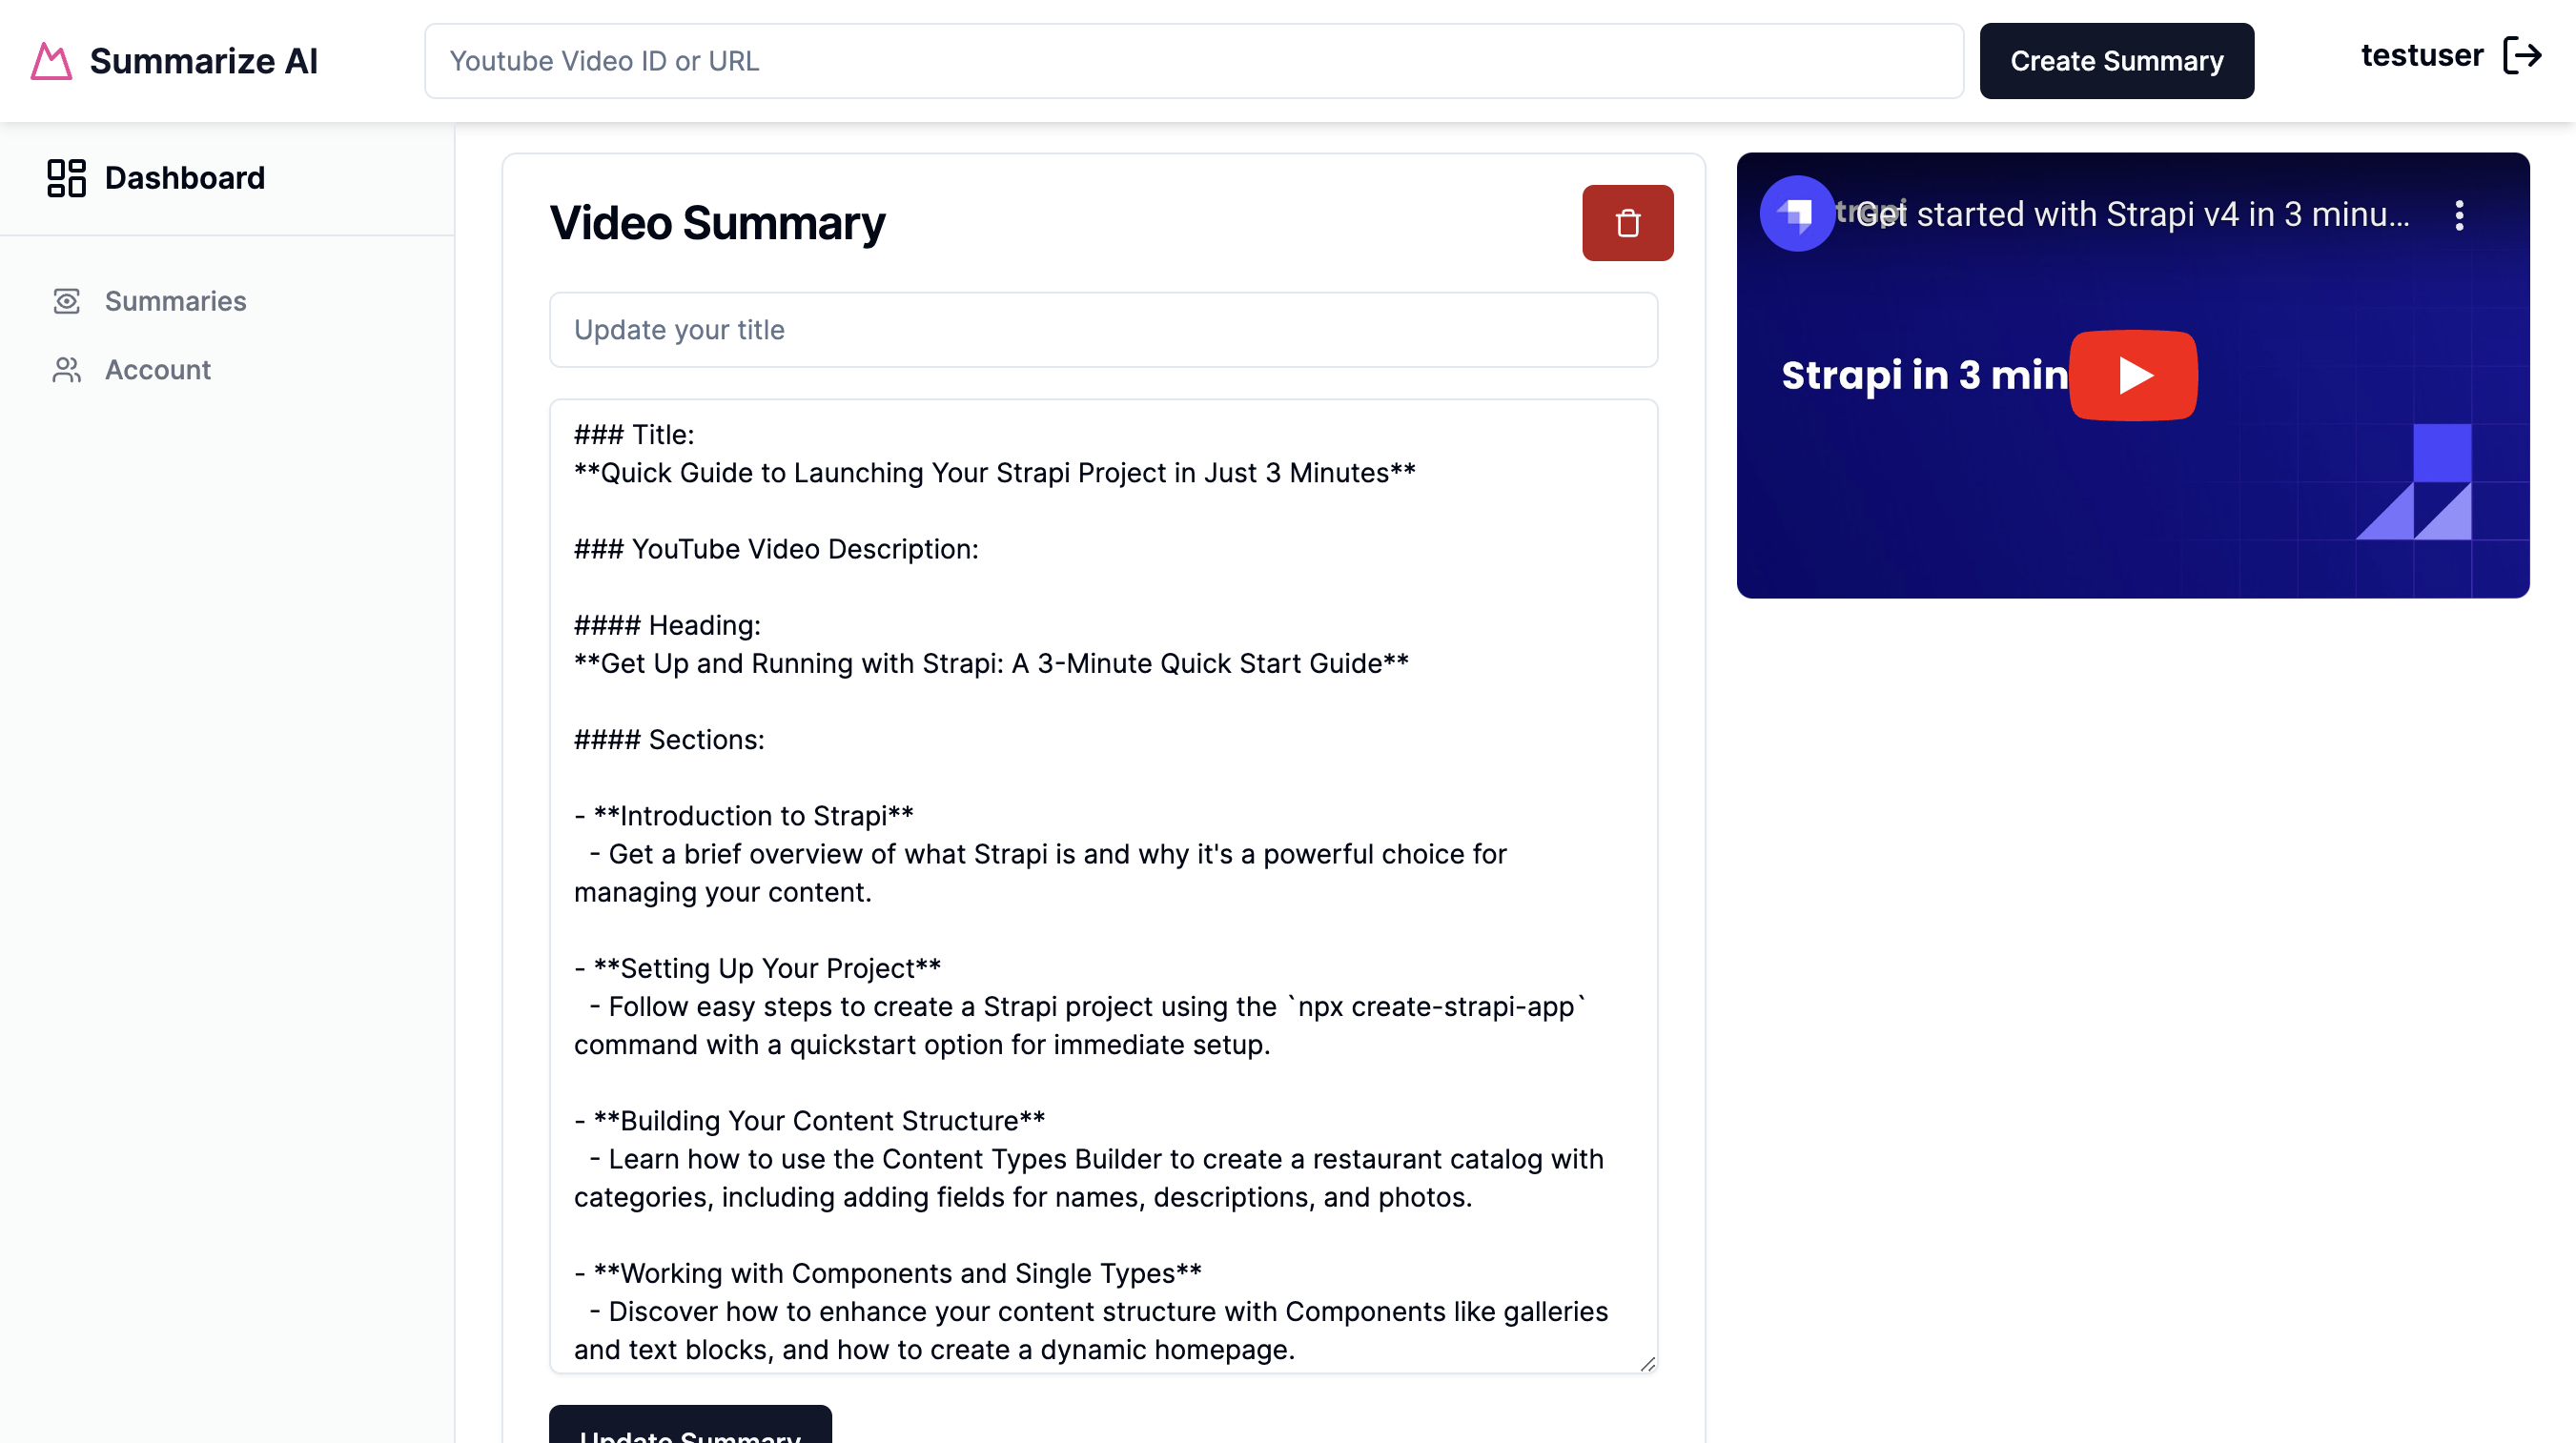 Summarize AI
Youtube Video ID or URL
Create Summary
testuser
Dashboard
Summaries
Account
Video Summary
Update your title
### Title:
**Quick Guide to Launching Your Strapi Project in Just 3 Minutes**
### YouTube Video Description:
#### Heading:
**Get Up and Running with Strapi: A 3-Minute Quick Start Guide**
#### Sections:
- **Introduction to Strapi**
- Get a brief overview of what Strapi is and why it's a powerful choice for
managing your content.
- **Setting Up Your Project**
- Follow easy steps to create a Strapi project using the `npx create-strapi-app`
command with a quickstart option for immediate setup.
- **Building Your Content Structure**
- Learn how to use the Content Types Builder to create a restaurant catalog with
categories, including adding fields for names, descriptions, and photos.
- **Working with Components and Single Types**
- Discover how to enhance your content structure with Components like galleries
and text blocks, and how to create a dynamic homepage.
Update Summary
Get started with Strapi v4 in 3 minu...
Strapi in 3 min